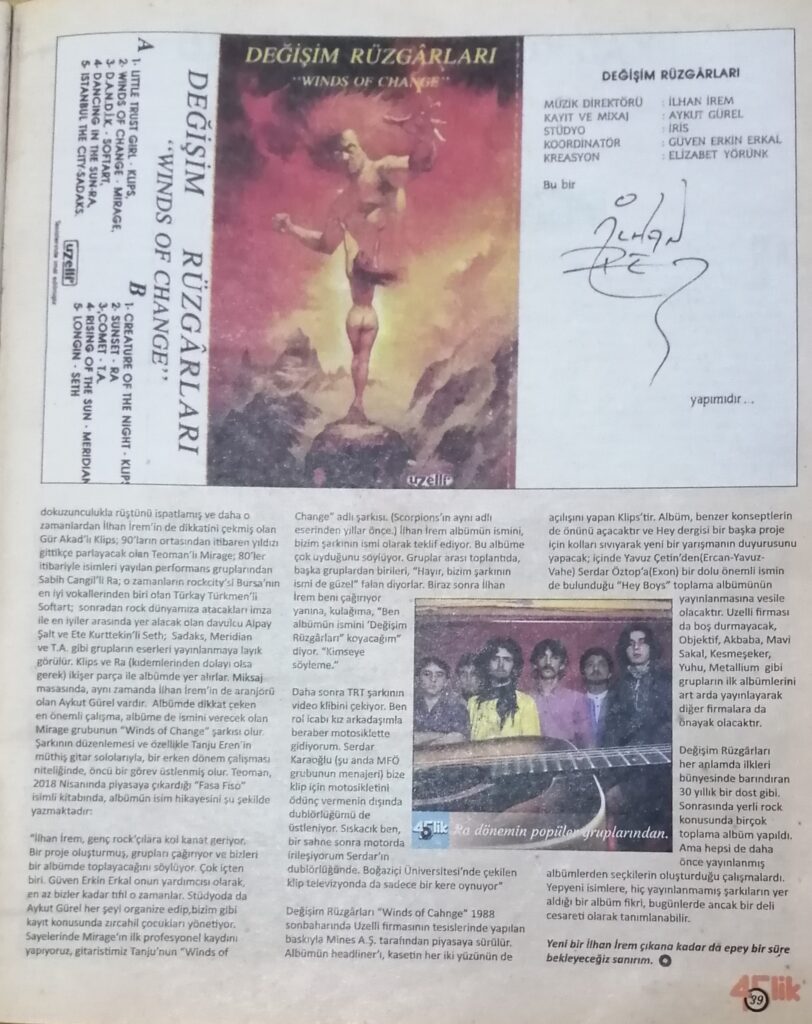 A
1- LITTLE TRUST GIRL - KLIPS,
2- WINDS OF CHANGE - MIRAGE,
3- D.A.N.D.İ.K. - SOFTART,
4- DANCING IN THE SUN-RA,
5- ISTANBUL THE CITY-SADAKS,
B
1- CREATURE OF THE NIGHT - KLIPS
2- SUNSET - RA
3- COMET - T.A.
4- RISING OF THE SUN - MERIDIAN
5- LONGIN - SETH
uzelli
DEĞİŞİM RÜZGÂRLARI
"WINDS OF CHANGE"
DEĞİŞİM RÜZGÂRLARI
"WINDS OF CHANGE"
uzelli
DEĞİŞİM RÜZGÂRLARI
MÜZİK DİREKTÖRÜ : İLHAN İREM
KAYIT VE MİXAJ : AYKUT GÜREL
STÜDYO : İRİS
KOORDİNATÖR : GÜVEN ERKİN ERKAL
KREASYON : ELİZABET YÖRÜNK
Bu bir
İLHAN
İREM
yapımıdır...
dokuzunculukla rüştünü ispatlamış ve daha o
zamanlardan İlhan İrem'in de dikkatini çekmiş olan
Gür Akad'lı Klips; 90'ların ortasından itibaren yıldızı
gittikçe parlayacak olan Teoman'lı Mirage; 80'ler
itibariyle isimleri yayılan performans gruplarından
Sabih Cangil'li Ra; o zamanların rockcity'si Bursa'nın
en iyi vokallerinden biri olan Türkay Türkmen'li
Softart; sonradan rock dünyamıza atacakları imza
ile en iyiler arasında yer alacak olan davulcu Alpay
Şalt ve Ete Kurttekin'li Seth; Sadaks, Meridian
ve T.A. gibi grupların eserleri yayınlanmaya layık
görülür. Klips ve Ra (kıdemlerinden dolayı olsa
gerek) ikişer parça ile albümde yer alırlar. Miksaj
masasında, aynı zamanda İlhan İrem'in de aranjörü
olan Aykut Gürel vardır. Albümde dikkat çeken
en önemli çalışma, albüme de ismini verecek olan
Mirage grubunun "Winds of Change" şarkısı olur.
Şarkının düzenlemesi ve özellikle Tanju Eren'in
müthiş gitar sololarıyla, bir erken dönem çalışması
niteliğinde, öncü bir görev üstlenmiş olur. Teoman,
2018 Nisanında piyasaya çıkardığı "Fasa Fiso"
isimli kitabında, albümün isim hikayesini şu şekilde
yazmaktadır:
"İlhan İrem, genç rock'çılara kol kanat geriyor.
Bir proje oluşturmuş, grupları çağırıyor ve bizleri
bir albümde toplayacağını söylüyor. Çok içten
biri. Güven Erkin Erkal onun yardımcısı olarak,
en az bizler kadar tıfıl o zamanlar. Stüdyoda da
Aykut Gürel her şeyi organize edip,bizim gibi
kayıt konusunda zırcahil çocukları yönetiyor.
Sayelerinde Mirage'ın ilk profesyonel kaydını
yapıyoruz, gitaristimiz Tanju'nun "Winds of
Change" adlı şarkısı. (Scorpions'ın aynı adlı
eserinden yıllar önce.) İlhan İrem albümün ismini,
bizim şarkının ismi olarak teklif ediyor. Bu albüme
çok uyduğunu söylüyor. Gruplar arası toplantıda,
başka gruplardan birileri, "Hayır, bizim şarkının
ismi de güzel" falan diyorlar. Biraz sonra İlhan
İrem beni çağırıyor
yanına, kulağıma, "Ben
albümün ismini 'Değişim
Rüzgârları" koyacağım"
diyor. "Kimseye
söyleme."
Daha sonra TRT şarkının
video klibini çekiyor. Ben
rol icabı kız arkadaşımla
beraber motosiklette
gidiyorum. Serdar
Karaoğlu (şu anda MFÖ
grubunun menajeri) bize
klip için motosikletini
ödünç vermenin dışında
dublörlüğümü de
üstleniyor. Sıskacık ben,
bir sahne sonra motorda
irileşiyorum Serdar'ın
dublörlüğünde. Boğaziçi Üniversitesi'nde çekilen
klip televizyonda da sadece bir kere oynuyor"
Değişim Rüzgârları "Winds of Cahnge" 1988
sonbaharında Uzelli firmasının tesislerinde yapılan
baskıyla Mines A.Ş. tarafından piyasaya sürülür.
Albümün headliner'ı, kasetin her iki yüzünün de
açılışını yapan Klips'tir. Albüm, benzer konseptlerin
de önünü açacaktır ve Hey dergisi bir başka proje
için kolları sıvıyarak yeni bir yarışmanın duyurusunu
yapacak; içinde Yavuz Çetin'den(Ercan-Yavuz-
Vahe) Serdar Öztop'a(Exon) bir dolu önemli ismin
de bulunduğu "Hey Boys" toplama albümünün
yayınlanmasına vesile
olacaktır. Uzelli firması
da boş durmayacak,
Objektif, Akbaba, Mavi
Sakal, Kesmeşeker,
Yuhu, Metallium gibi
grupların ilk albümlerini
art arda yayınlayarak
diğer firmalara da
önayak olacaktır.
Değişim Rüzgârları
her anlamda ilkleri
bünyesinde barındıran
30 yıllık bir dost gibi.
Sonrasında yerli rock
konusunda birçok
toplama albüm yapıldı.
Ama hepsi de daha
önce yayınlanmış
albümlerden seçkilerin oluşturduğu çalışmalardı.
Yepyeni isimlere, hiç yayınlanmamış şarkıların yer
aldığı bir albüm fikri, bugünlerde ancak bir deli
cesareti olarak tanımlanabilir.
Yeni bir İlhan İrem çıkana kadar da epey bir süre
bekleyeceğiz sanırım.
45lik Ra dönemin popüler gruplarından.
45lik
39